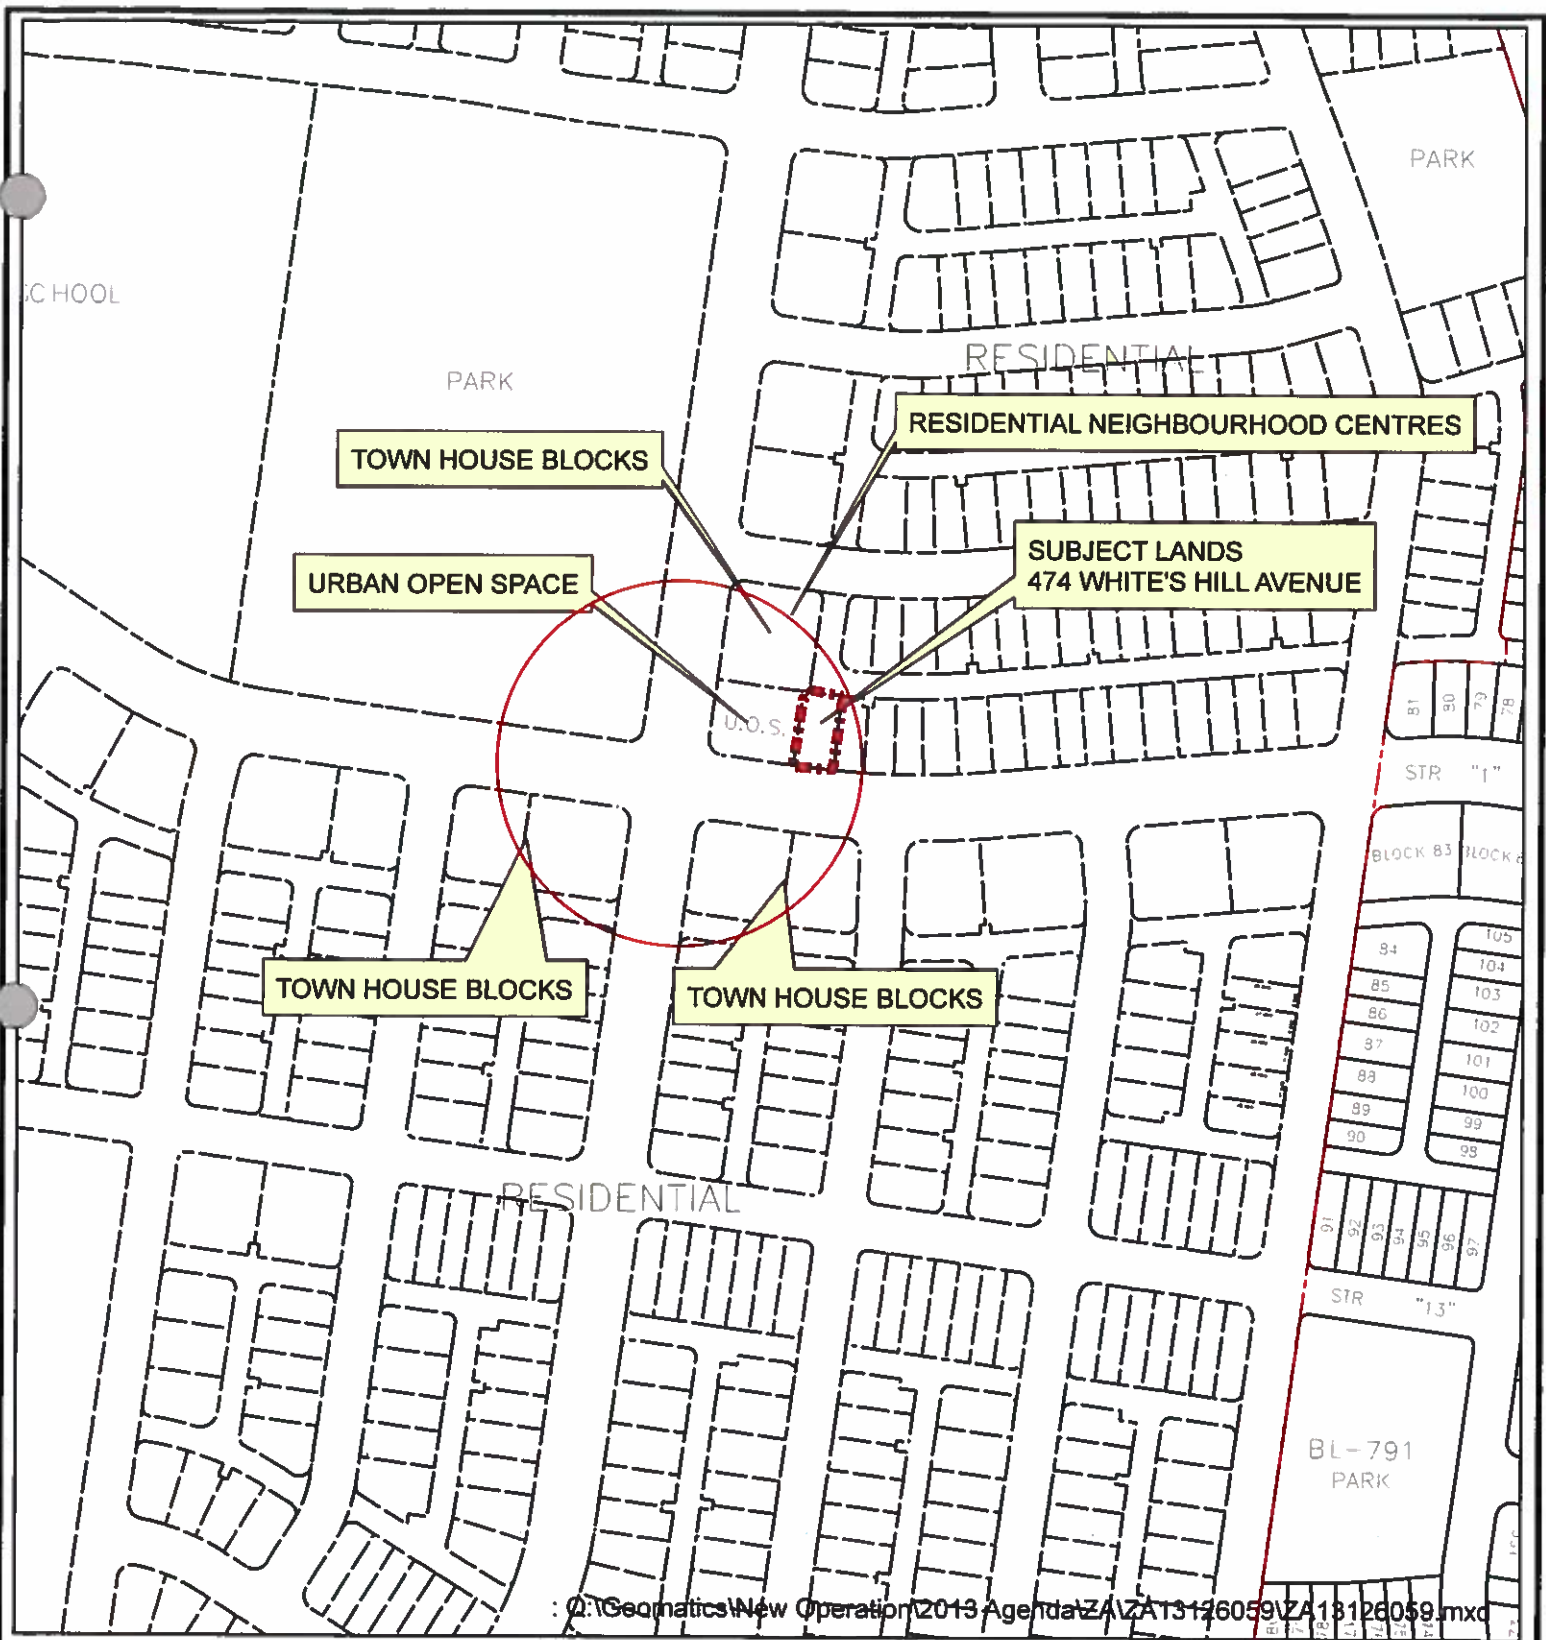 PARK
SCHOOL
RESIDENTIAL
PARK
RESIDENTIAL NEIGHBOURHOOD CENTRES
TOWN HOUSE BLOCKS
SUBJECT LANDS
474 WHITE'S HILL AVENUE
URBAN OPEN SPACE
U.O.S.
81
80
79
78
STR "1"
BLOCK 83
BLOCK
TOWN HOUSE BLOCKS
TOWN HOUSE BLOCKS
84
85
86
87
88
89
90
105
104
103
102
101
100
99
98
91
92
93
94
95
96
97
RESIDENTIAL
STR "13"
BL-791
PARK
: Q:\Geomatics\New Operation\2013 Agenda\ZA\ZA13126059\ZA13126059.mxd